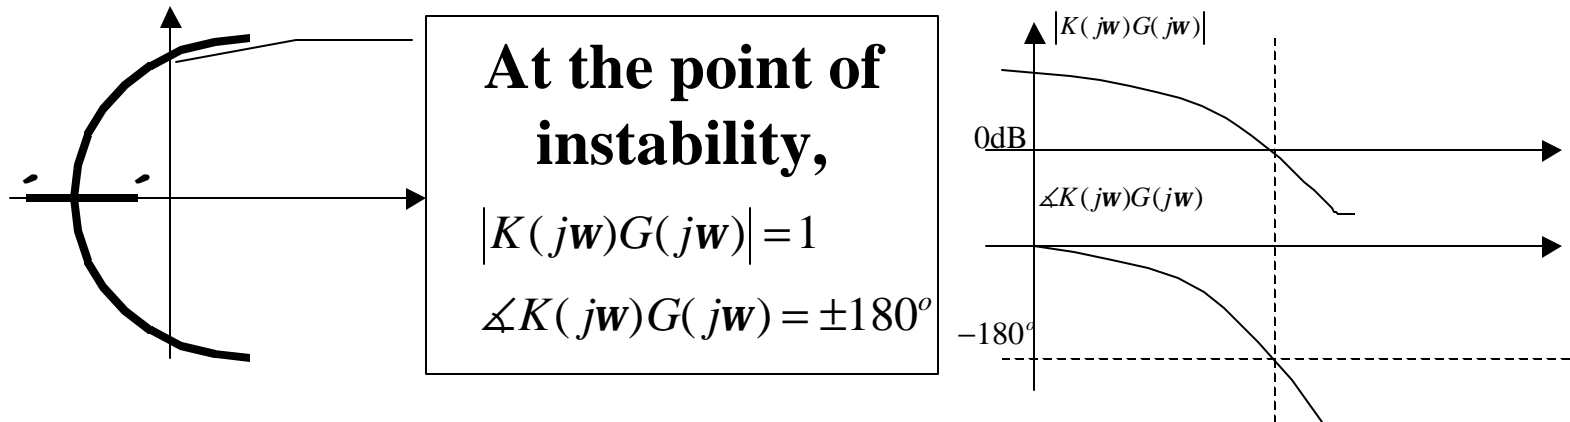 At the point of
instability,
|K(jw)G(jw)| = 1
∡K(jw)G(jw) = ±180°
|K(jw)G(jw)|
0dB
∡K(jw)G(jw)
−180°